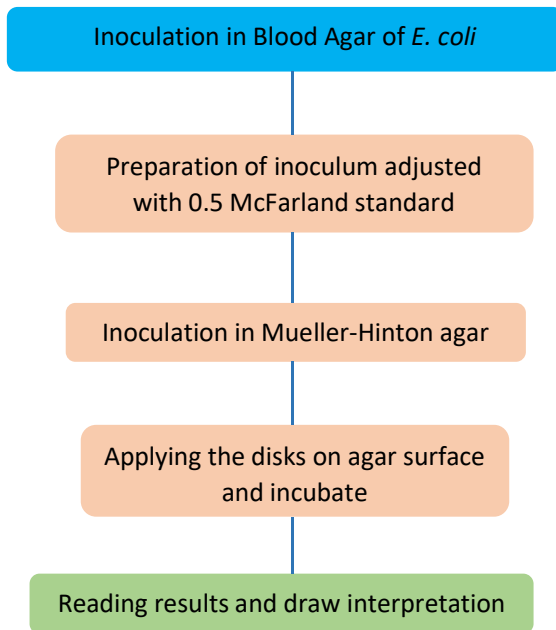 Inoculation in Blood Agar of E. coli
Preparation of inoculum adjusted
with 0.5 McFarland standard
Inoculation in Mueller-Hinton agar
Applying the disks on agar surface
and incubate
Reading results and draw interpretation